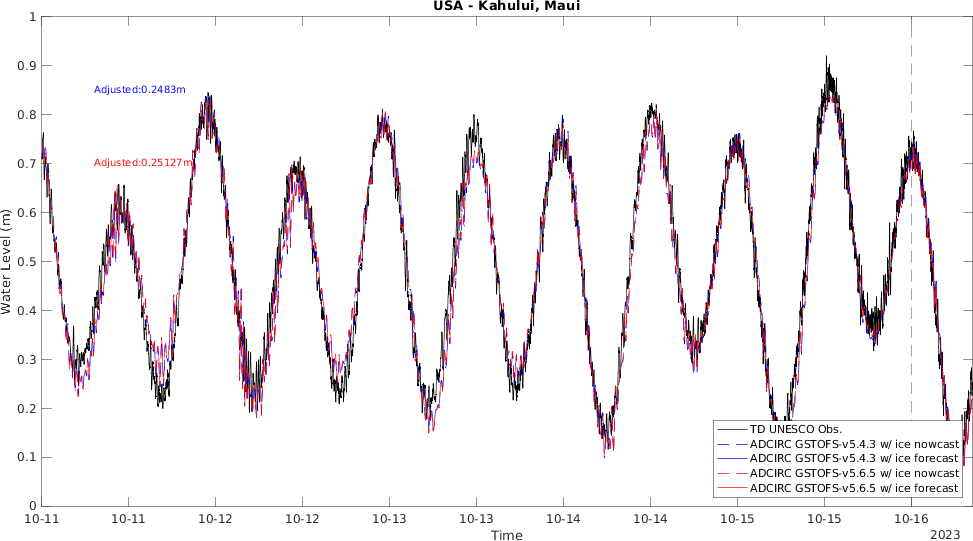 USA - Kahului, Maui
1
0.9
0.8
0.7
0.6
0.5
0.4
0.3
0.2
0.1
0
Water Level (m)
Adjusted:0.2483m
Adjusted:0.25127m
TD UNESCO Obs.
ADCIRC GSTOFS-v5.4.3 w/ ice nowcast
ADCIRC GSTOFS-v5.4.3 w/ ice forecast
ADCIRC GSTOFS-v5.6.5 w/ ice nowcast
ADCIRC GSTOFS-v5.6.5 w/ ice forecast
10-11 10-11 10-12 10-12 10-13 10-13 10-14 10-14 10-15 10-15 10-16
Time
2023